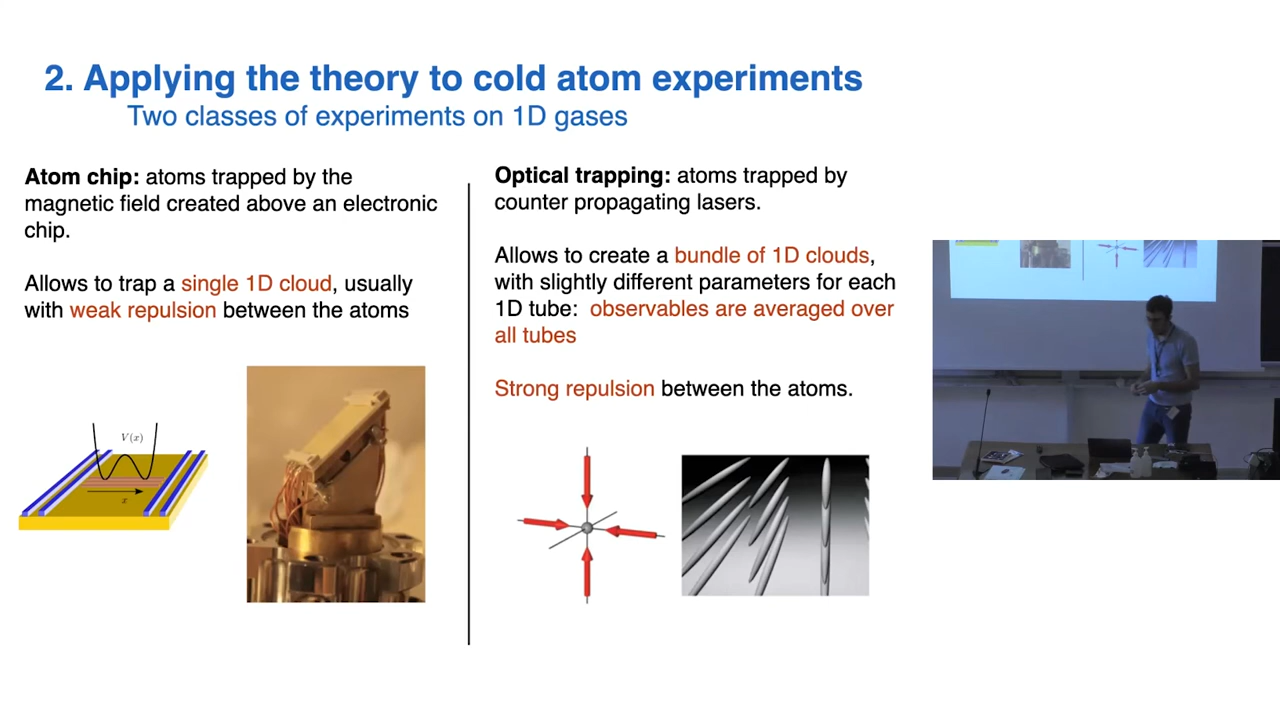 2. Applying the theory to cold atom experiments
Two classes of experiments on 1D gases
Atom chip: atoms trapped by the
magnetic field created above an electronic
chip.
Allows to trap a single 1D cloud, usually
with weak repulsion between the atoms
V(x)
x
Optical trapping: atoms trapped by
counter propagating lasers.
Allows to create a bundle of 1D clouds,
with slightly different parameters for each
1D tube: observables are averaged over
all tubes
Strong repulsion between the atoms.